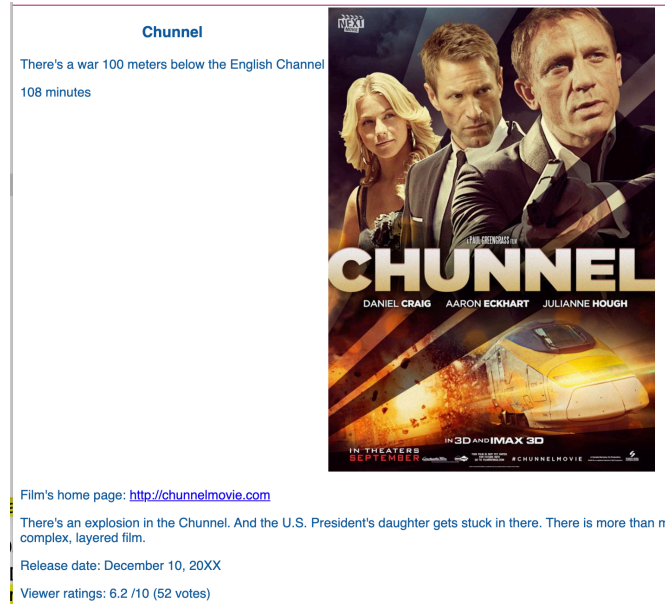 Chunnel
There's a war 100 meters below the English Channel
108 minutes
NEXT
MOVIE
A PAUL GREENGRASS FILM
CHUNNEL
DANIEL CRAIG AARON ECKHART JULIANNE HOUGH
IN 3D AND IMAX 3D
IN THEATERS
SEPTEMBER
#CHUNNELMOVIE
Film's home page: http://chunnelmovie.com
There's an explosion in the Channel. And the U.S. President's daughter gets stuck in there. There is more than
complex, layered film.
Release date: December 10, 20XX
Viewer ratings: 6.2 /10 (52 votes)